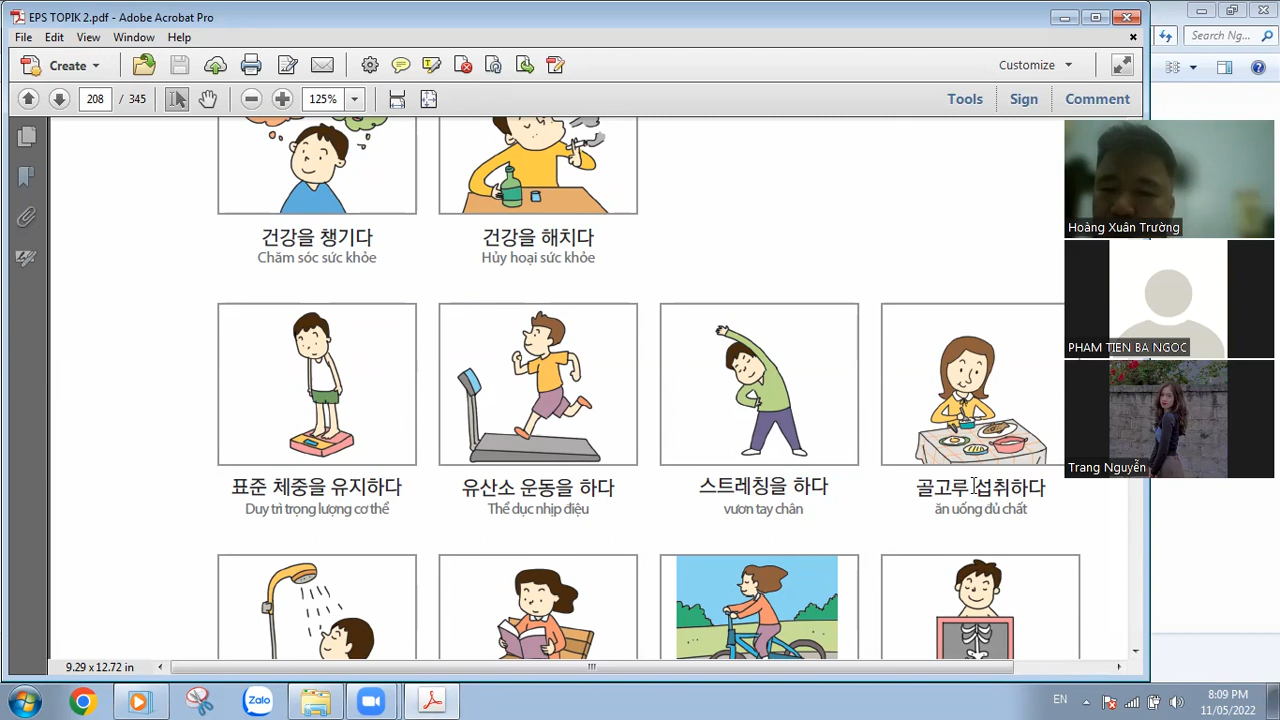 EPS TOPIK 2.pdf - Adobe Acrobat Pro
File Edit View Window Help
Create
Customize
208 / 345
125%
Tools Sign Comment
Search Ng...
건강을 챙기다
Chăm sóc sức khỏe
건강을 해치다
Hủy hoại sức khỏe
표준 체중을 유지하다
Duy trì trọng lượng cơ thể
유산소 운동을 하다
Thể dục nhịp điệu
스트레칭을 하다
vươn tay chân
골고루 섭취하다
ăn uống đủ chất
Hoàng Xuân Trường
PHAM TIEN BA NGOC
Trang Nguyễn
9.29 x 12.72 in
Zalo
EN
8:09 PM
11/05/2022